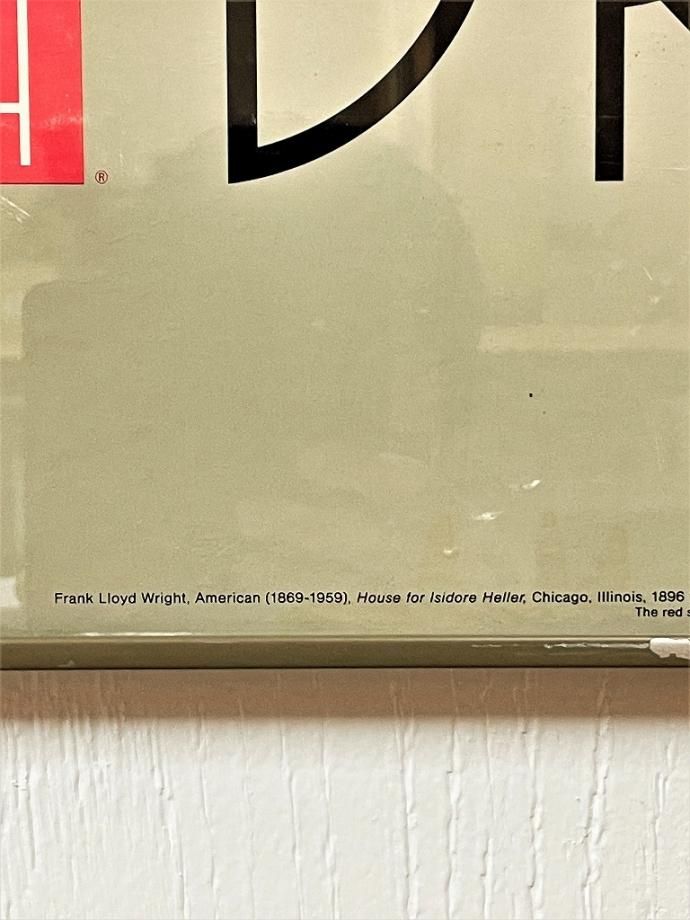 ® D
Frank Lloyd Wright, American (1869-1959), House for Isidore Heller, Chicago, Illinois, 1896
The red